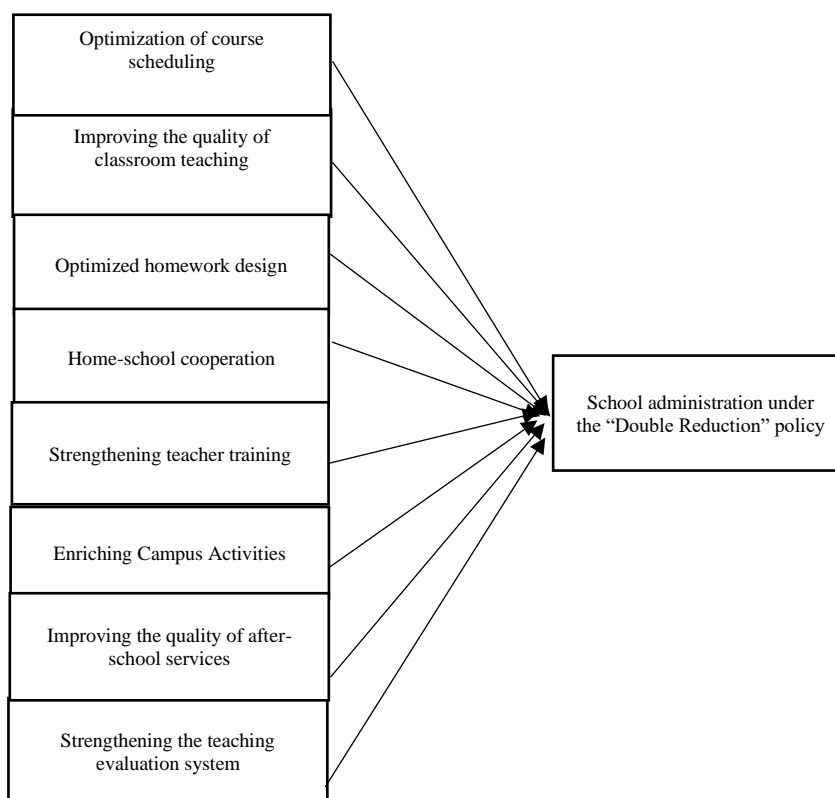 Optimization of course
scheduling
Improving the quality of
classroom teaching
Optimized homework design
Home-school cooperation
Strengthening teacher training
Enriching Campus Activities
Improving the quality of after-
school services
Strengthening the teaching
evaluation system
School administration under
the “Double Reduction” policy